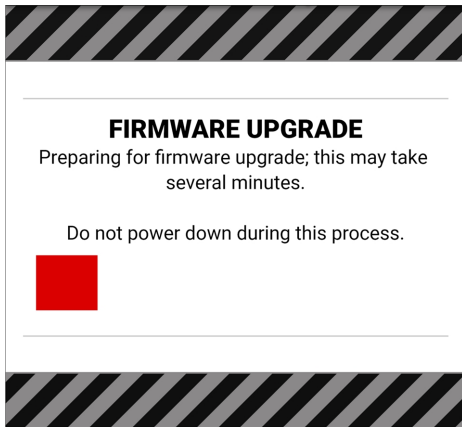 FIRMWARE UPGRADE
Preparing for firmware upgrade; this may take
several minutes.
Do not power down during this process.